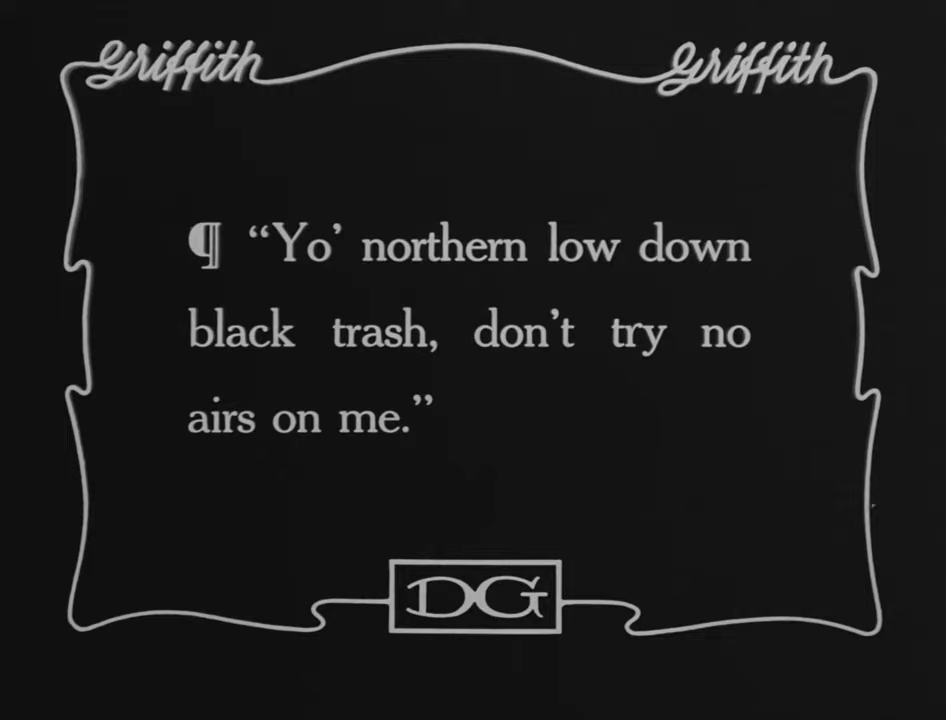 Griffith Griffith
¶ “Yo’ northern low down
black trash, don’t try no
airs on me.”
DG